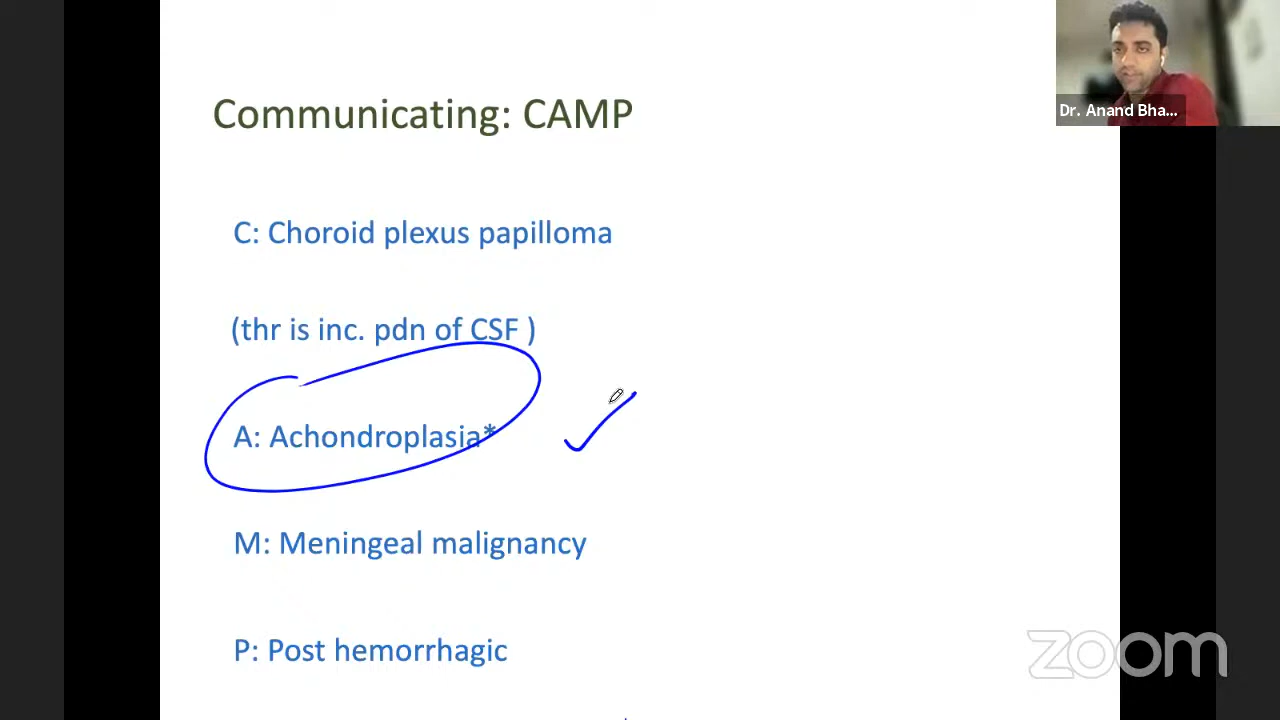 Communicating: CAMP
Dr. Anand Bha...
C: Choroid plexus papilloma
(thr is inc. pdn of CSF )
A: Achondroplasia*
M: Meningeal malignancy
P: Post hemorrhagic
zoom